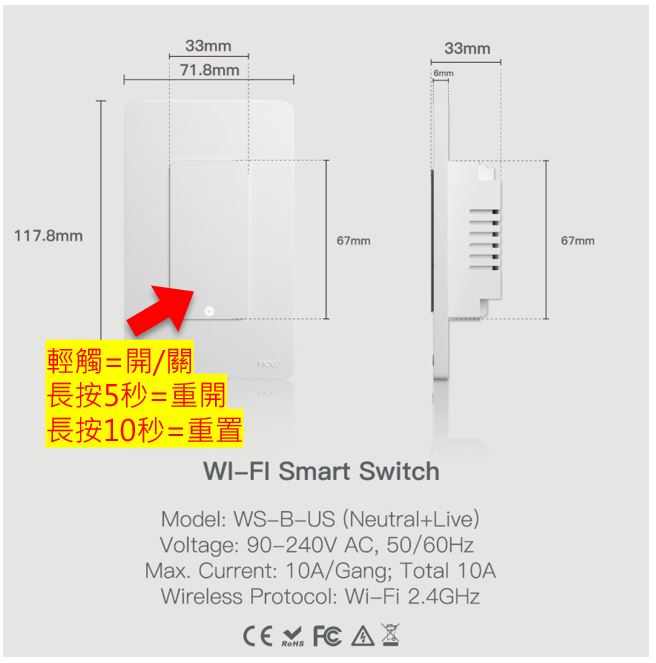 33mm
71.8mm
33mm
6mm
117.8mm
67mm
67mm
輕觸=開/關
長按5秒=重開
長按10秒=重置
WI-FI Smart Switch
Model: WS-B-US (Neutral+Live)
Voltage: 90-240V AC, 50/60Hz
Max. Current: 10A/Gang; Total 10A
Wireless Protocol: Wi-Fi 2.4GHz
CE RoHS FC